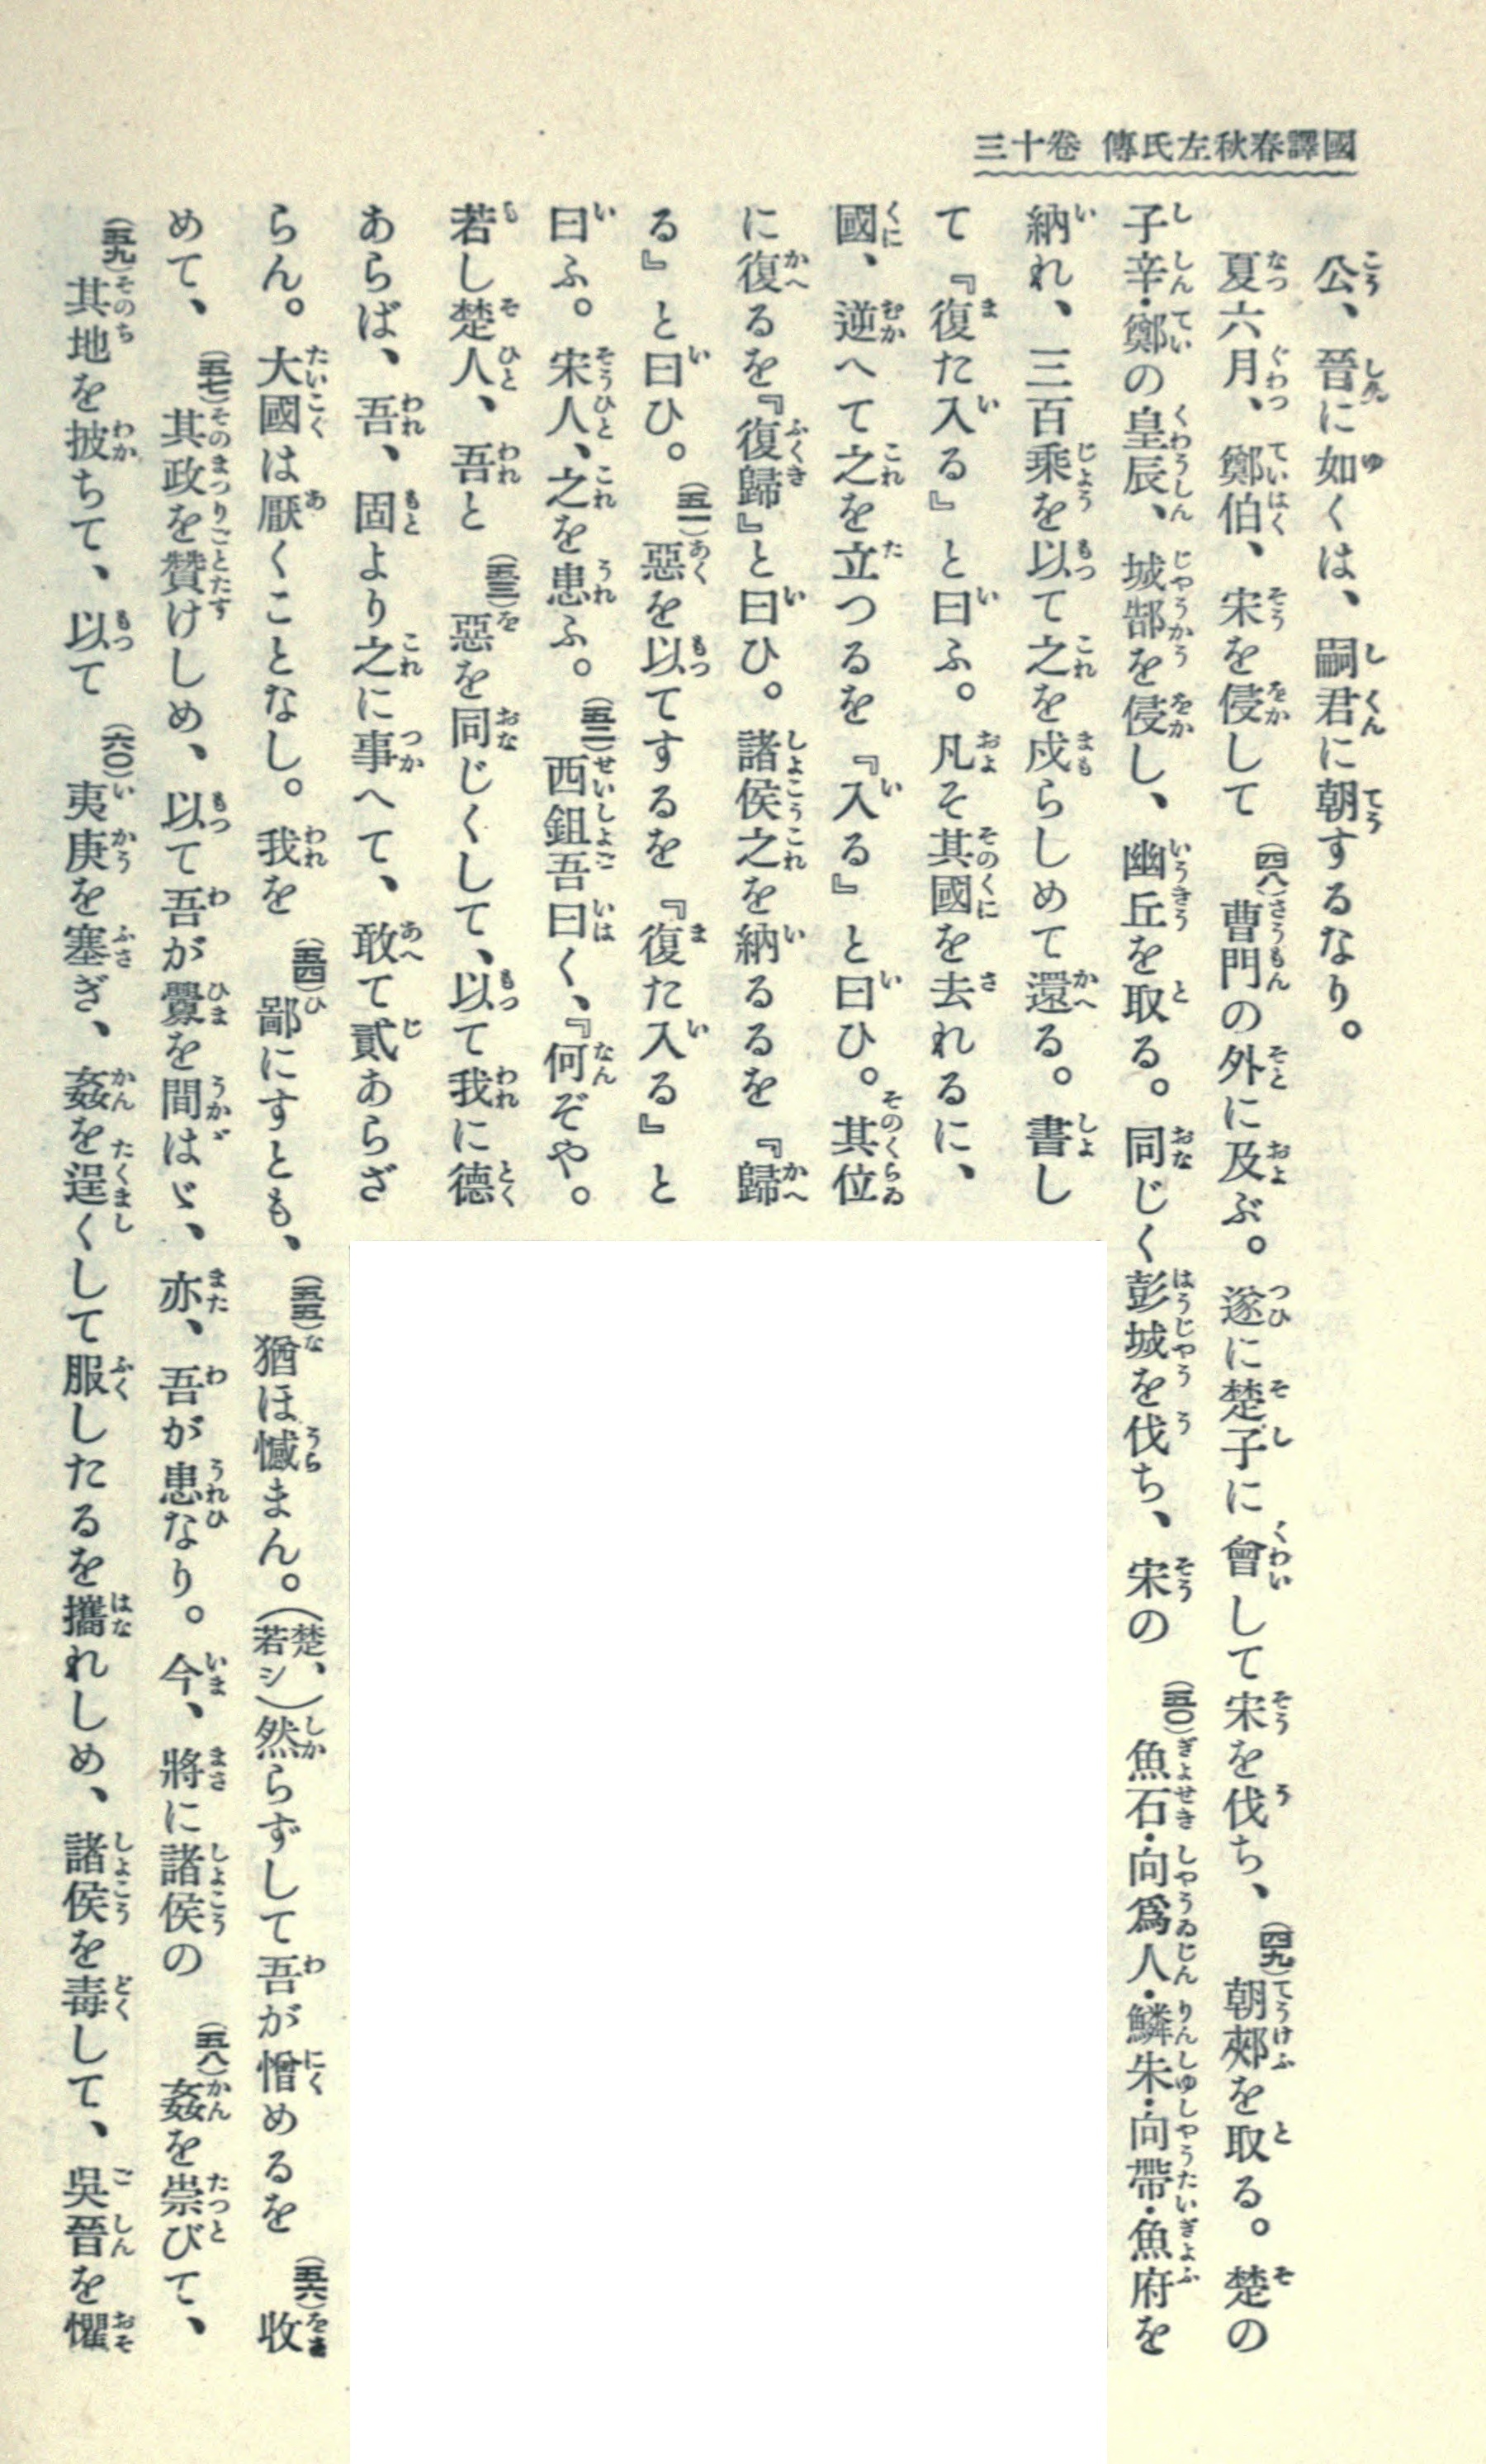 國譯春秋左氏傳 卷十三
公、晉に如くは、嗣君に朝するなり。
夏六月、鄭伯、宋を侵して(四八)曹門の外に及ぶ。遂に楚子に會して宋を伐ち、(四九)朝郟を取る。楚の
子辛・鄭の皇辰、城郜を侵し、幽丘を取る。同じく彭城を伐ち、宋の(五〇)魚石・向爲人・鱗朱・向帶・魚府を
納れ、三百乘を以て之を戍らしめて還る。書し
て『復た入る』と曰ふ。凡そ其國を去れるに、
國、逆へて之を立つるを『入る』と曰ひ。其位
に復るを『復歸』と曰ひ。諸侯之を納るるを『歸
る』と曰ひ。(五一)惡を以てするを『復た入る』と
曰ふ。宋人、之を患ふ。(五二)西鉏吾曰く、『何ぞや。
若し楚人、吾と(五三)惡を同じくして、以て我に德
あらば、吾、固より之に事へて、敢て貳あらざ
らん。大國は厭くことなし。我を(五四)鄙にすとも、(五五)猶ほ憾まん。(楚、若シ)然らずして吾が憎めるを(五六)收
めて、(五七)其政を贊けしめ、以て吾が釁を間はゞ、亦、吾が患なり。今、將に諸侯の(五八)姦を崇びて、
(五九)其地を披ちて、以て(六〇)夷庚を塞ぎ、姦を逞くして服したるを攜れしめ、諸侯を毒して、吳晉を懼